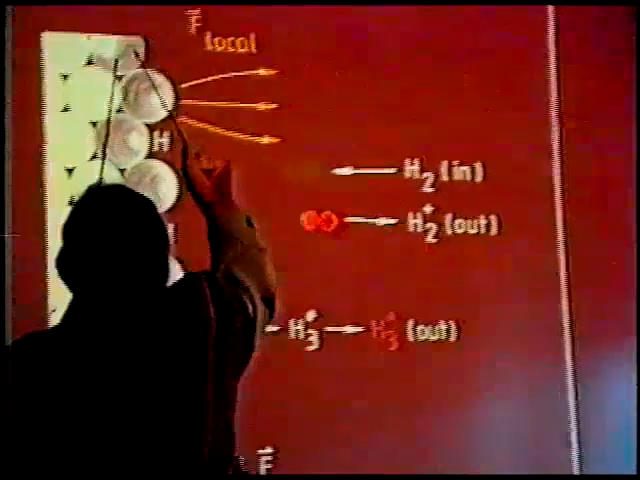 F local
H
H₂ (in)
H₂⁺ (out)
H₃⁺ H₃⁺ (out)
F